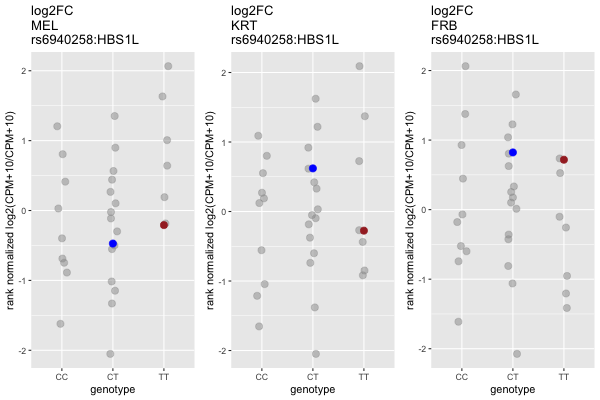 log2FC
MEL
rs6940258:HBS1L
rank normalized log2(CPM+10/CPM+10)
2
1
0
-1
-2
CC
CT
TT
genotype
log2FC
KRT
rs6940258:HBS1L
rank normalized log2(CPM+10/CPM+10)
2
1
0
-1
-2
CC
CT
TT
genotype
log2FC
FRB
rs6940258:HBS1L
rank normalized log2(CPM+10/CPM+10)
2
1
0
-1
-2
CC
CT
TT
genotype